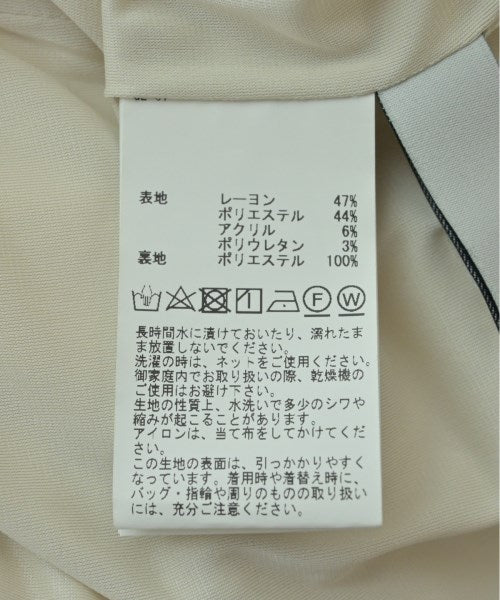 表地 レーヨン 47%
ポリエステル 44%
アクリル 6%
ポリウレタン 3%
裏地 ポリエステル 100%
F W
長時間水に漬けておいたり、濡れたま
ま放置しないでください。
洗濯の時は、ネットをご使用ください。
御家庭内でお取り扱いの際、乾燥機の
ご使用はお避け下さい。
生地の性質上、水洗いで多少のシワや
縮みが起こることがあります。
アイロンは、当て布をしてかけてくだ
さい。
この生地の表面は、引っかかりやすく
なっています。着用時や着替え時に、
バッグ・指輪や周りのものの取り扱い
には、充分ご注意ください。